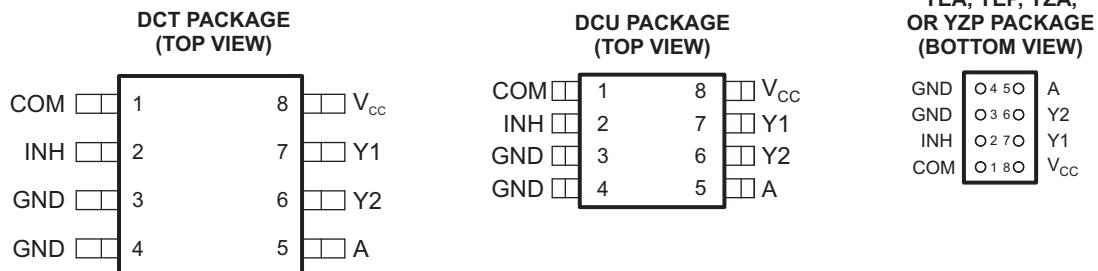 DCT PACKAGE
(TOP VIEW)
COM 1 8 VCC
INH 2 7 Y1
GND 3 6 Y2
GND 4 5 A
DCU PACKAGE
(TOP VIEW)
COM 1 8 VCC
INH 2 7 Y1
GND 3 6 Y2
GND 4 5 A
YEA, YEP, YZA,
OR YZP PACKAGE
(BOTTOM VIEW)
GND 4 5 A
GND 3 6 Y2
INH 2 7 Y1
COM 1 8 VCC